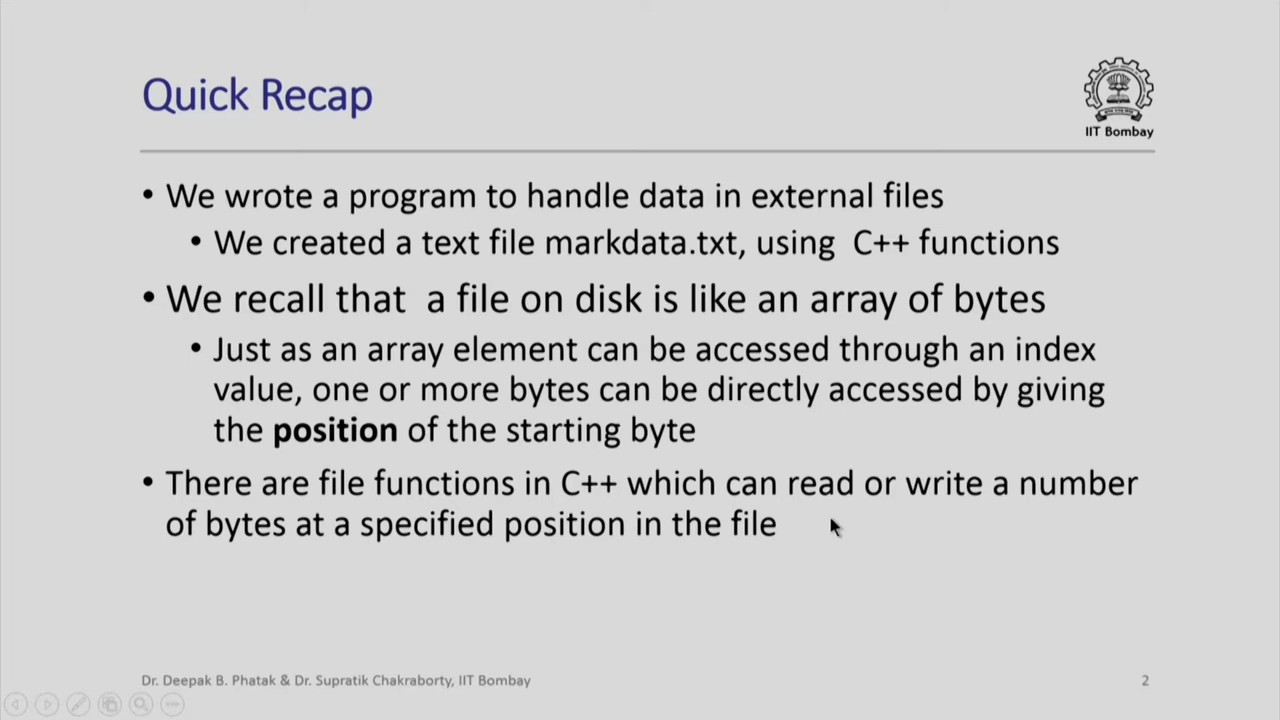 Quick Recap
IIT Bombay
• We wrote a program to handle data in external files
• We created a text file markdata.txt, using C++ functions
• We recall that a file on disk is like an array of bytes
• Just as an array element can be accessed through an index
value, one or more bytes can be directly accessed by giving
the position of the starting byte
• There are file functions in C++ which can read or write a number
of bytes at a specified position in the file
Dr. Deepak B. Phatak & Dr. Supratik Chakraborty, IIT Bombay
2